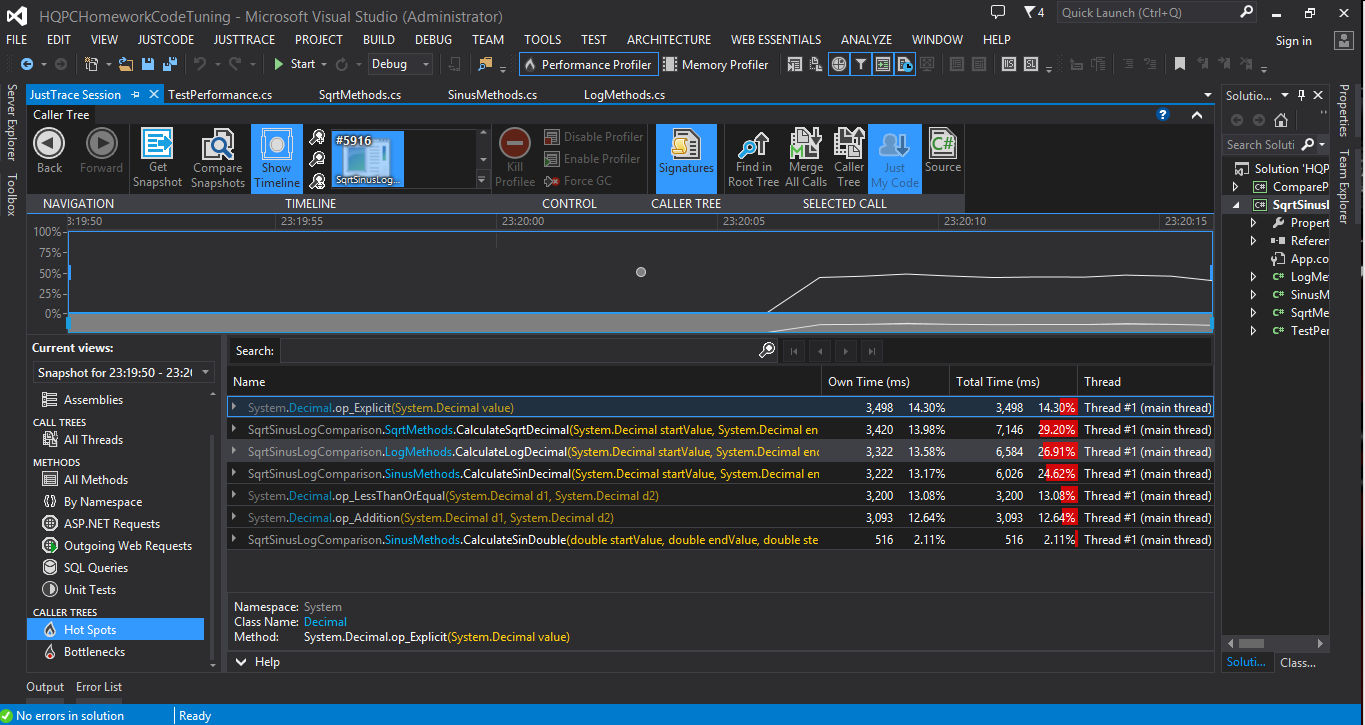 HQPCHomeworkCodeTuning - Microsoft Visual Studio (Administrator)
4
Quick Launch (Ctrl+Q)
FILE EDIT VIEW JUSTCODE JUSTTRACE PROJECT BUILD DEBUG TEAM TOOLS TEST ARCHITECTURE WEB ESSENTIALS ANALYZE WINDOW HELP
Sign in
Start Debug Performance Profiler Memory Profiler
Server Explorer
Toolbox
JustTrace Session TestPerformance.cs SqrtMethods.cs SinusMethods.cs LogMethods.cs
Caller Tree
Back Forward
Get Snapshot
Compare Snapshots
Show Timeline
#5916
SqrtSinusLog...
Kill Profilee
Disable Profiler
Enable Profiler
Force GC
Signatures
Find in Root Tree
Merge All Calls
Caller Tree
Just My Code
Source
NAVIGATION TIMELINE CONTROL CALLER TREE SELECTED CALL
3:19:50 23:19:55 23:20:00 23:20:05 23:20:10 23:20:15
100%
75%
50%
25%
0%
Current views:
Snapshot for 23:19:50 - 23:20
Assemblies
CALL TREES
All Threads
METHODS
All Methods
By Namespace
ASP.NET Requests
Outgoing Web Requests
SQL Queries
Unit Tests
CALLER TREES
Hot Spots
Bottlenecks
Search:
Name Own Time (ms) Total Time (ms) Thread
System.Decimal.op_Explicit(System.Decimal value) 3,498 14.30% 3,498 14.30% Thread #1 (main thread)
SqrtSinusLogComparison.SqrtMethods.CalculateSqrtDecimal(System.Decimal startValue, System.Decimal en 3,420 13.98% 7,146 29.20% Thread #1 (main thread)
SqrtSinusLogComparison.LogMethods.CalculateLogDecimal(System.Decimal startValue, System.Decimal end 3,322 13.58% 6,584 26.91% Thread #1 (main thread)
SqrtSinusLogComparison.SinusMethods.CalculateSinDecimal(System.Decimal startValue, System.Decimal en 3,222 13.17% 6,026 24.62% Thread #1 (main thread)
System.Decimal.op_LessThanOrEqual(System.Decimal d1, System.Decimal d2) 3,200 13.08% 3,200 13.08% Thread #1 (main thread)
System.Decimal.op_Addition(System.Decimal d1, System.Decimal d2) 3,093 12.64% 3,093 12.64% Thread #1 (main thread)
SqrtSinusLogComparison.SinusMethods.CalculateSinDouble(double startValue, double endValue, double ste 516 2.11% 516 2.11% Thread #1 (main thread)
Namespace: System
Class Name: Decimal
Method: System.Decimal.op_Explicit(System.Decimal value)
Help
Soluti...
Search Soluti
Solution 'HQP
CompareP
SqrtSinusl
Propert
Referen
App.co
LogMe
SinusM
SqrtMe
TestPer
Soluti... Class...
Properties
Team Explorer
Output Error List
No errors in solution Ready